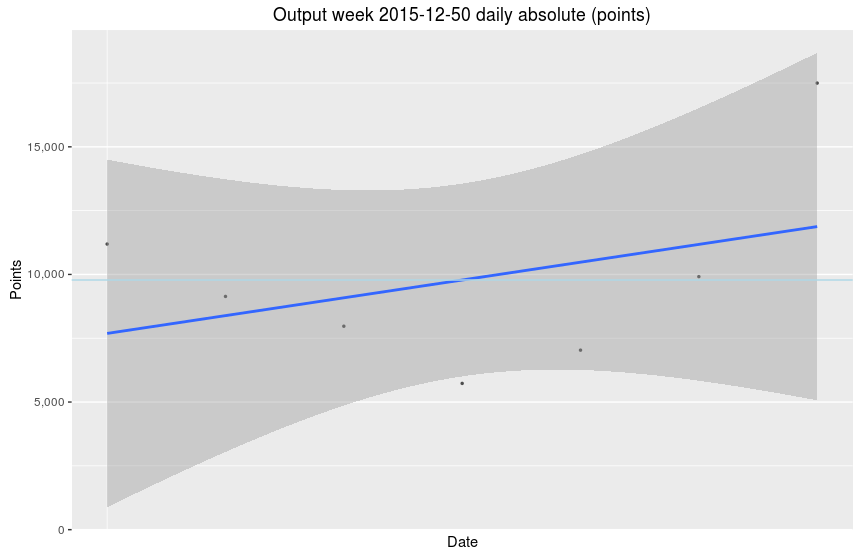 Output week 2015-12-50 daily absolute (points)
15,000
10,000
5,000
0
Points
Date